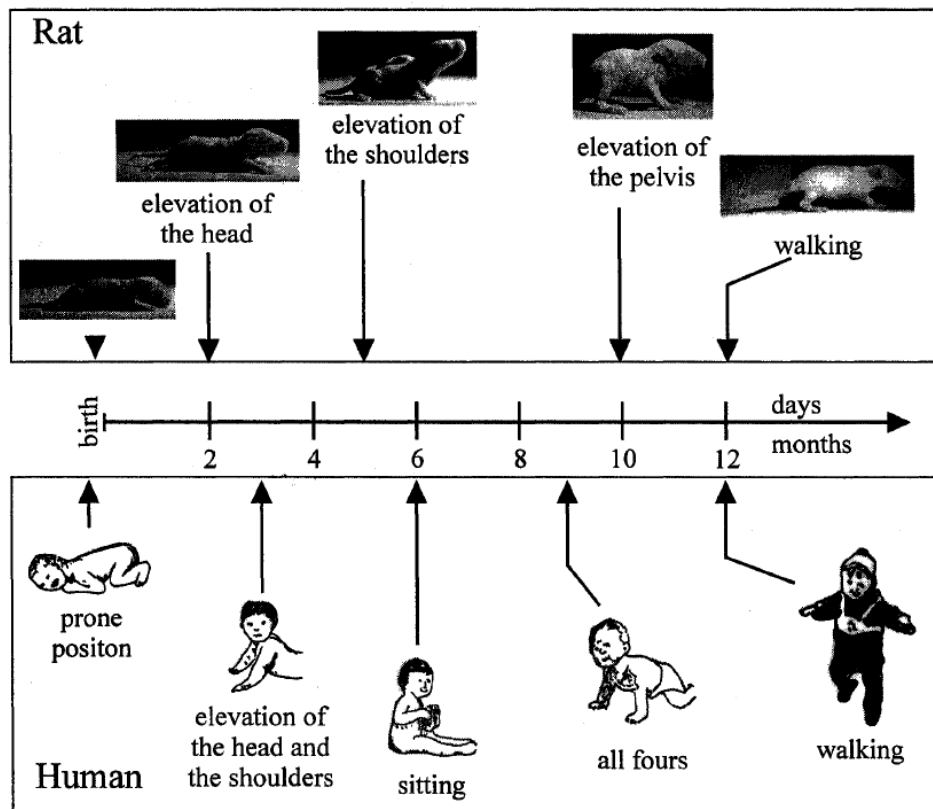 Rat
elevation of
the shoulders
elevation of
the pelvis
elevation of
the head
walking
birth
days
months
2
4
6
8
10
12
prone
positon
elevation of
the head and
the shoulders
sitting
all fours
walking
Human